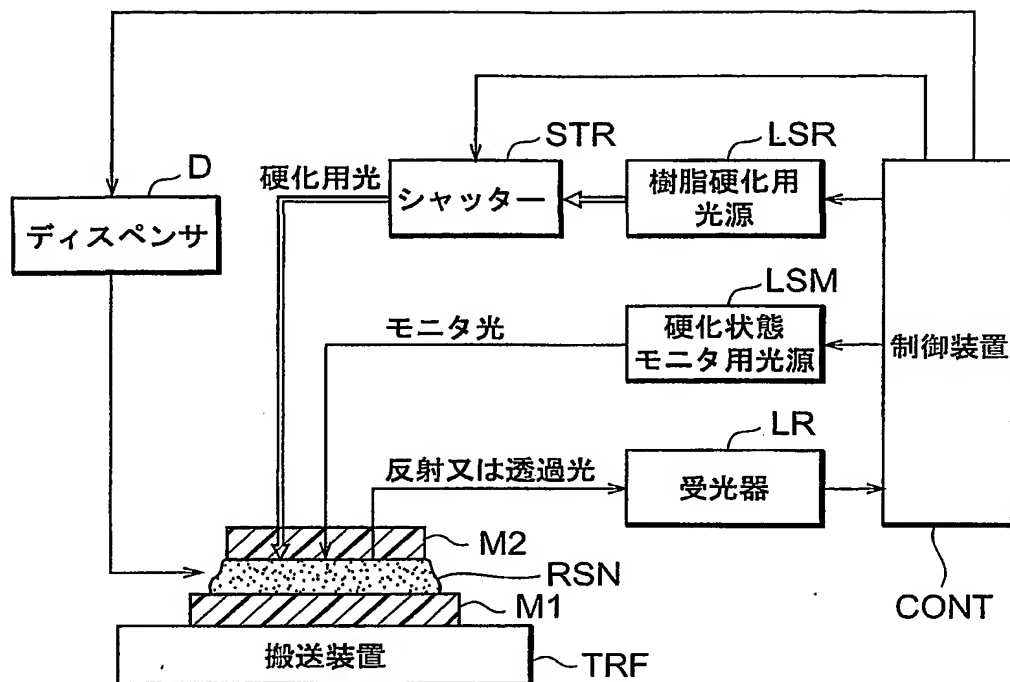 STR
LSR
D
硬化用光
シャッター
樹脂硬化用
光源
ディスペンサ
LSM
モニタ光
硬化状態
モニタ用光源
制御装置
LR
反射又は透過光
受光器
M2
RSN
M1
CONT
搬送装置
TRF